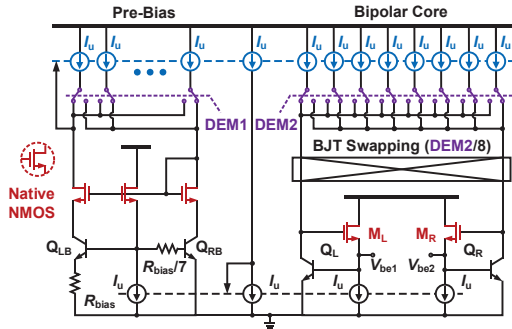 Pre-Bias
Bipolar Core
Iu Iu Iu Iu Iu Iu Iu Iu Iu Iu Iu Iu
DEM1 DEM2
BJT Swapping (DEM2/8)
Native
NMOS
ML MR
QLB QRB QL QR
Rbias/7
Vbe1 Vbe2
Rbias
Iu Iu Iu Iu